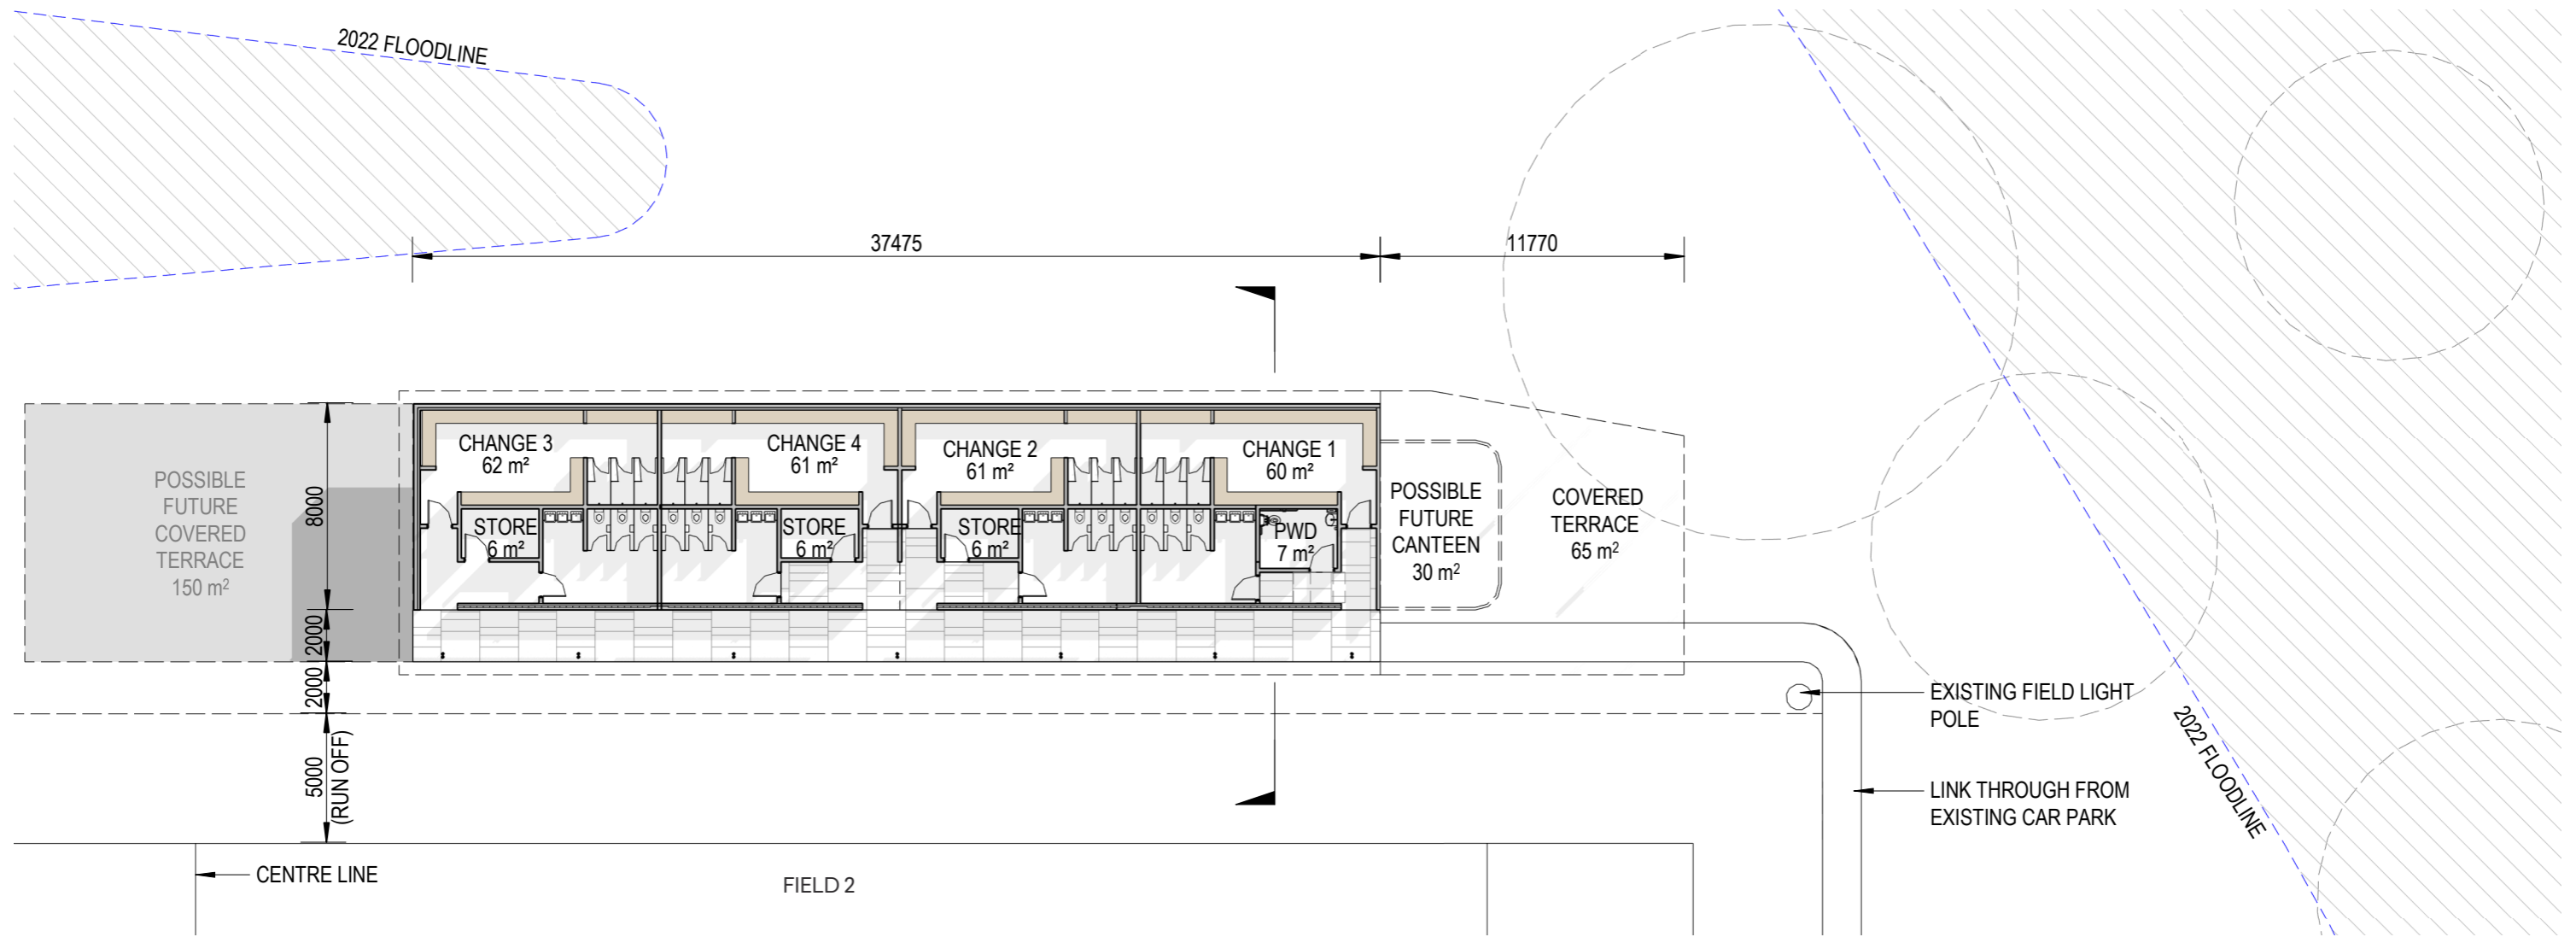 2022 FLOODLINE
37475
11770
CHANGE 3
62 m²
CHANGE 4
61 m²
CHANGE 2
61 m²
CHANGE 1
60 m²
POSSIBLE
FUTURE
COVERED
TERRACE
150 m²
8000
STORE
6 m²
STORE
6 m²
STORE
6 m²
PWD
7 m²
POSSIBLE
FUTURE
CANTEEN
30 m²
COVERED
TERRACE
65 m²
2000
2000
5000
(RUN OFF)
EXISTING FIELD LIGHT
POLE
2022 FLOODLINE
LINK THROUGH FROM
EXISTING CAR PARK
CENTRE LINE
FIELD 2